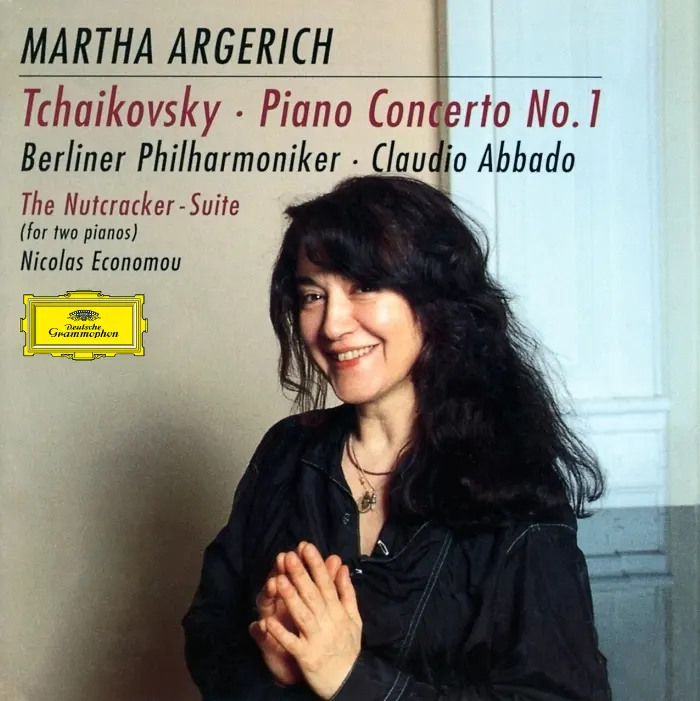 MARTHA ARGERICH
Tchaikovsky · Piano Concerto No. 1
Berliner Philharmoniker · Claudio Abbado
The Nutcracker - Suite
(for two pianos)
Nicolas Economou
Deutsche
Grammophon